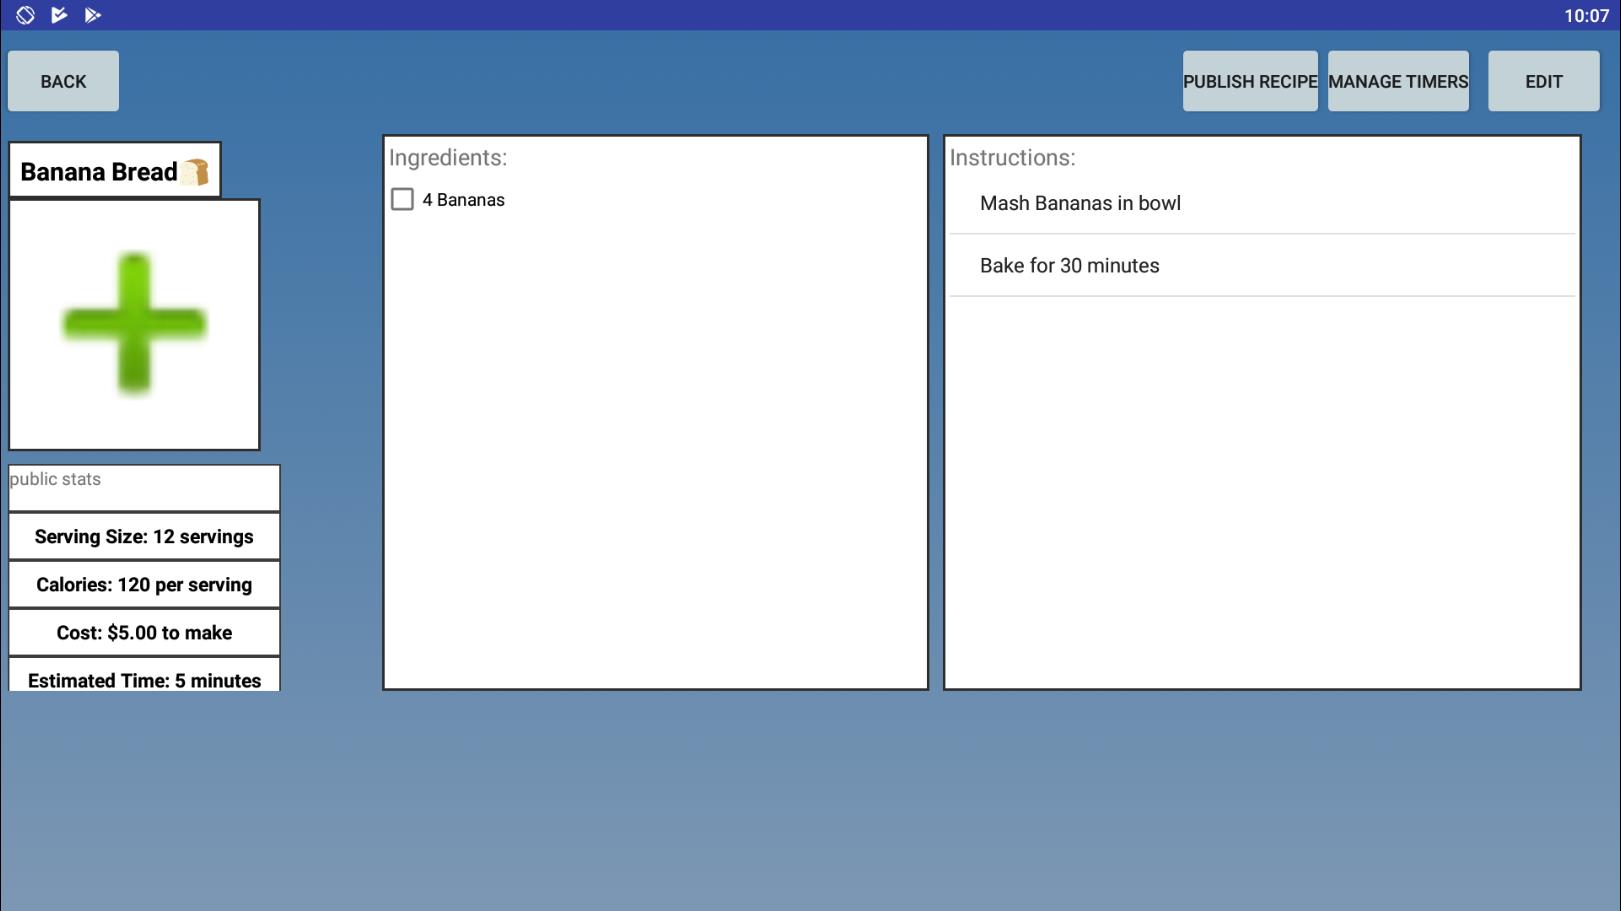 10:07
BACK
PUBLISH RECIPE
MANAGE TIMERS
EDIT
Banana Bread🍞
public stats
Serving Size: 12 servings
Calories: 120 per serving
Cost: $5.00 to make
Estimated Time: 5 minutes
Ingredients:
4 Bananas
Instructions:
Mash Bananas in bowl
Bake for 30 minutes